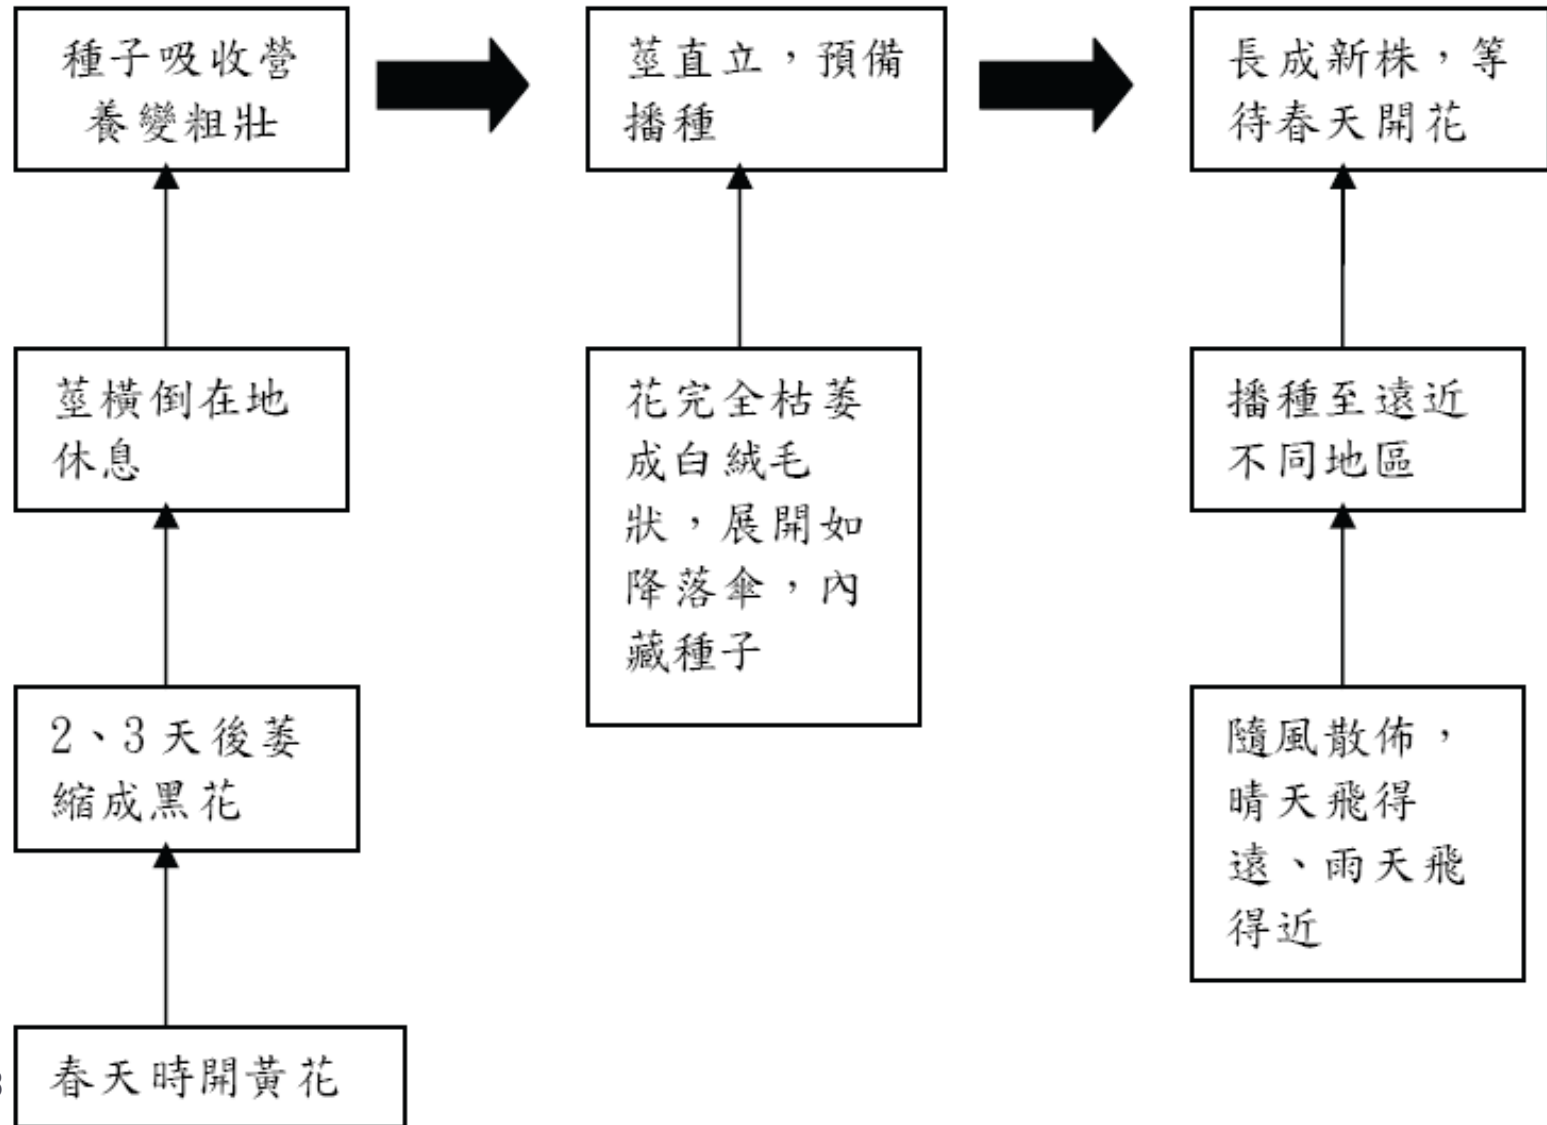 種子吸收營
養變粗壯
莖直立，預備
播種
長成新株，等
待春天開花
莖橫倒在地
休息
花完全枯萎
成白絨毛
狀，展開如
降落傘，內
藏種子
播種至遠近
不同地區
2、3天後萎
縮成黑花
隨風散佈，
晴天飛得
遠、雨天飛
得近
春天時開黃花